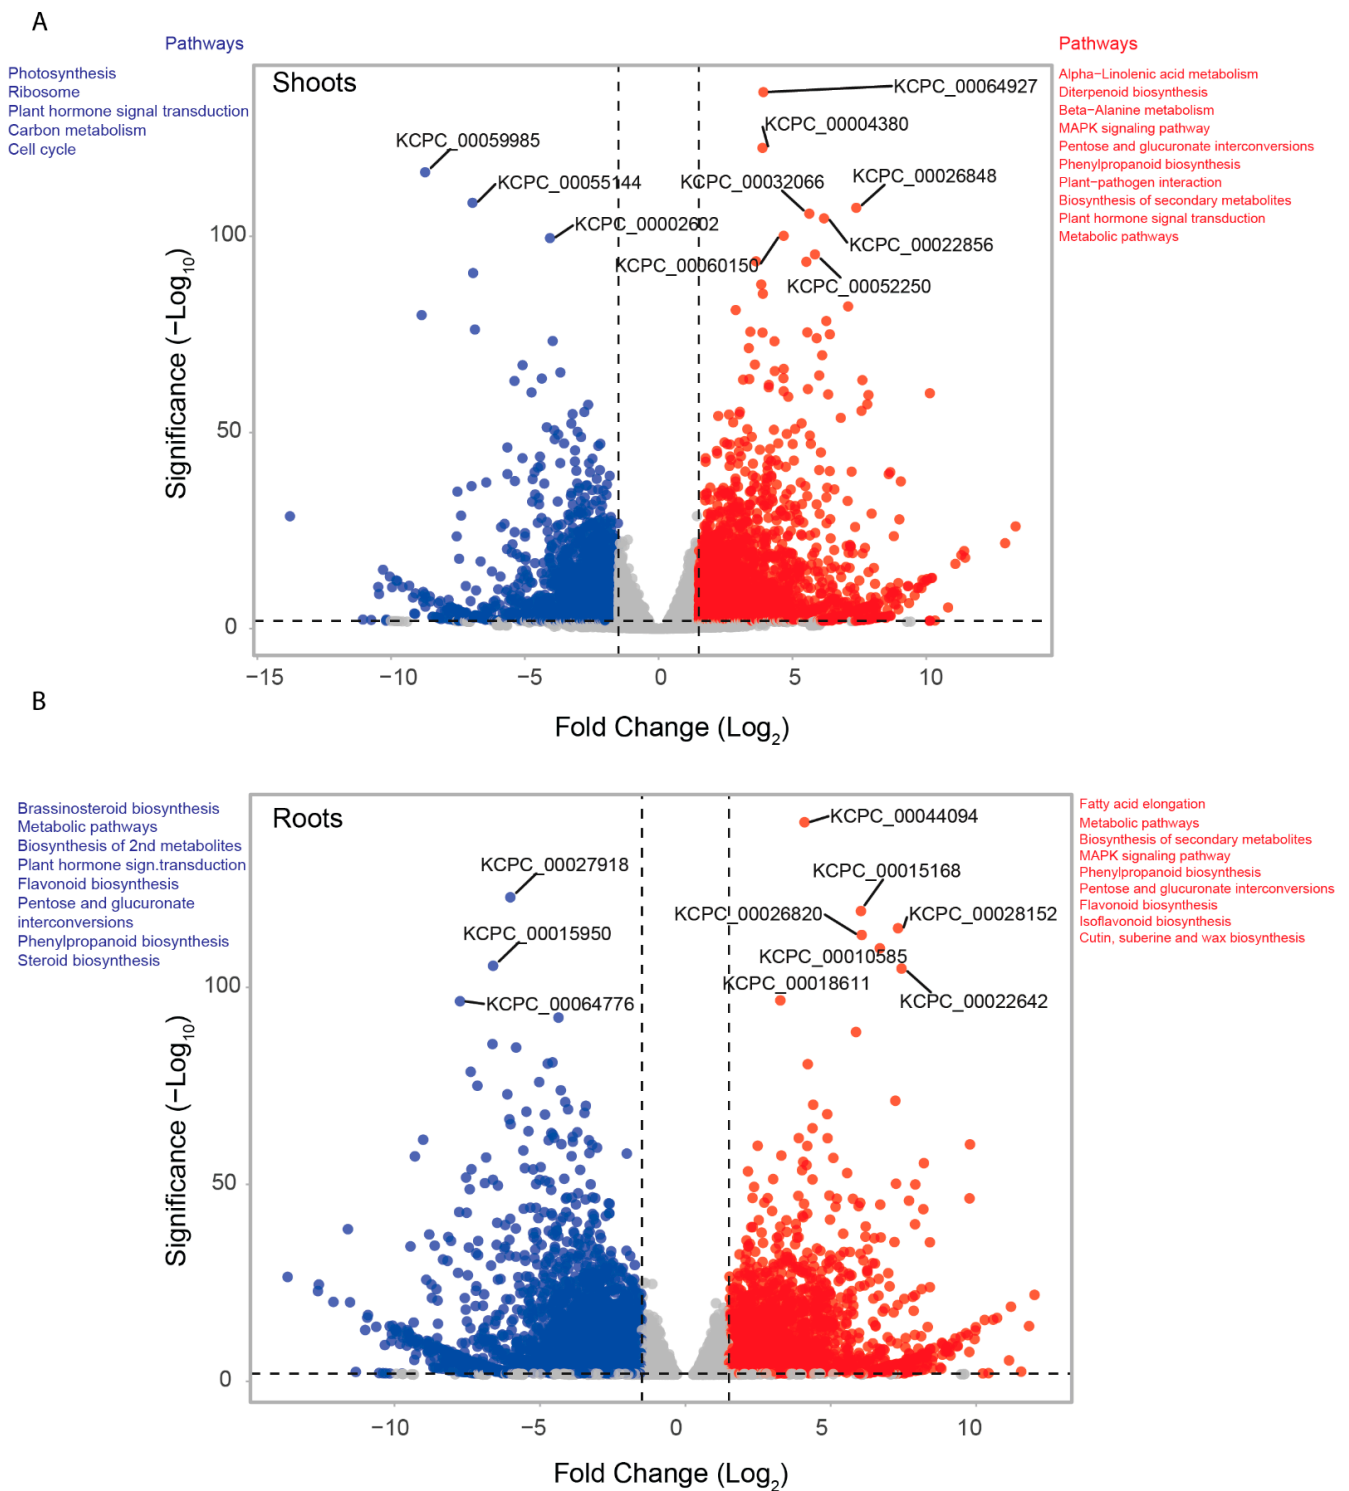 A
Pathways
Photosynthesis
Ribosome
Plant hormone signal transduction
Carbon metabolism
Cell cycle
Shoots
KCPC_00064927
KCPC_00004380
KCPC_00059985
KCPC_00055144
KCPC_00032066
KCPC_00026848
KCPC_00002602
KCPC_00022856
KCPC_00060150
KCPC_00052250
Pathways
Alpha−Linolenic acid metabolism
Diterpenoid biosynthesis
Beta−Alanine metabolism
MAPK signaling pathway
Pentose and glucuronate interconversions
Phenylpropanoid biosynthesis
Plant−pathogen interaction
Biosynthesis of secondary metabolites
Plant hormone signal transduction
Metabolic pathways
Significance (−Log10)
100
50
0
−15 −10 −5 0 5 10
Fold Change (Log2)
B
Brassinosteroid biosynthesis
Metabolic pathways
Biosynthesis of 2nd metabolites
Plant hormone sign.transduction
Flavonoid biosynthesis
Pentose and glucuronate
interconversions
Phenylpropanoid biosynthesis
Steroid biosynthesis
Roots
KCPC_00044094
KCPC_00027918
KCPC_00015168
KCPC_00026820
KCPC_00028152
KCPC_00015950
KCPC_00010585
KCPC_00018611
KCPC_00064776
KCPC_00022642
Fatty acid elongation
Metabolic pathways
Biosynthesis of secondary metabolites
MAPK signaling pathway
Phenylpropanoid biosynthesis
Pentose and glucuronate interconversions
Flavonoid biosynthesis
Isoflavonoid biosynthesis
Cutin, suberine and wax biosynthesis
Significance (−Log10)
100
50
0
−10 −5 0 5 10
Fold Change (Log2)